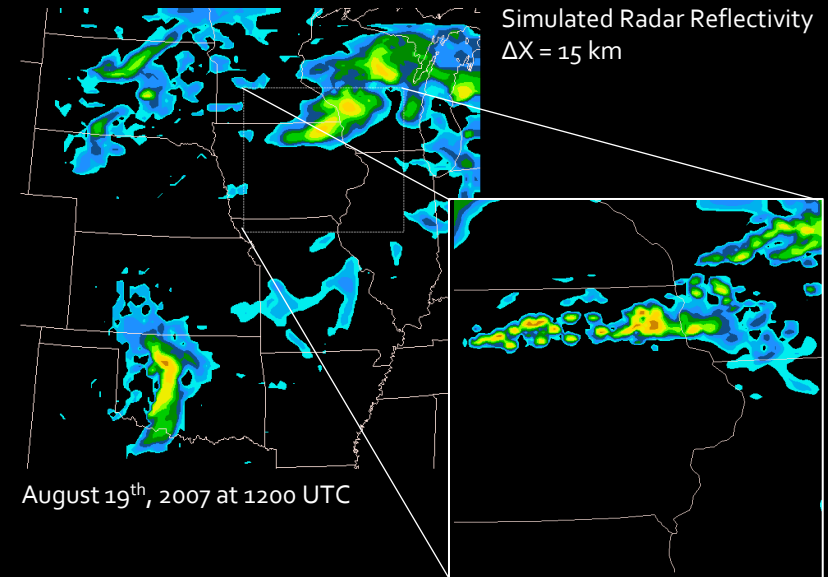 Simulated Radar Reflectivity
ΔX = 15 km
August 19th, 2007 at 1200 UTC